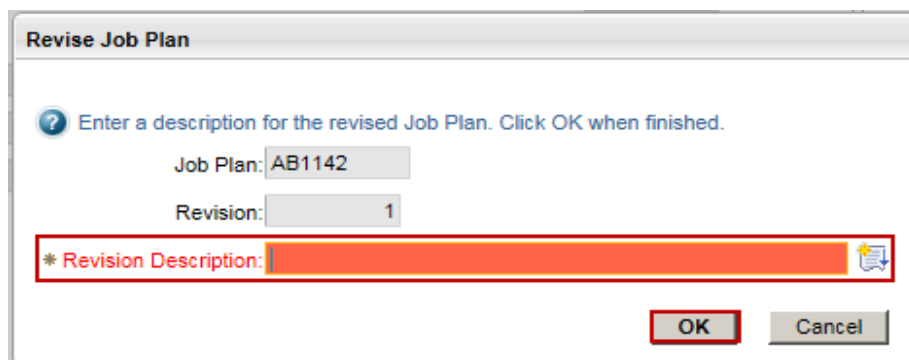 Revise Job Plan
Enter a description for the revised Job Plan. Click OK when finished.
Job Plan: AB1142
Revision: 1
* Revision Description:
OK Cancel